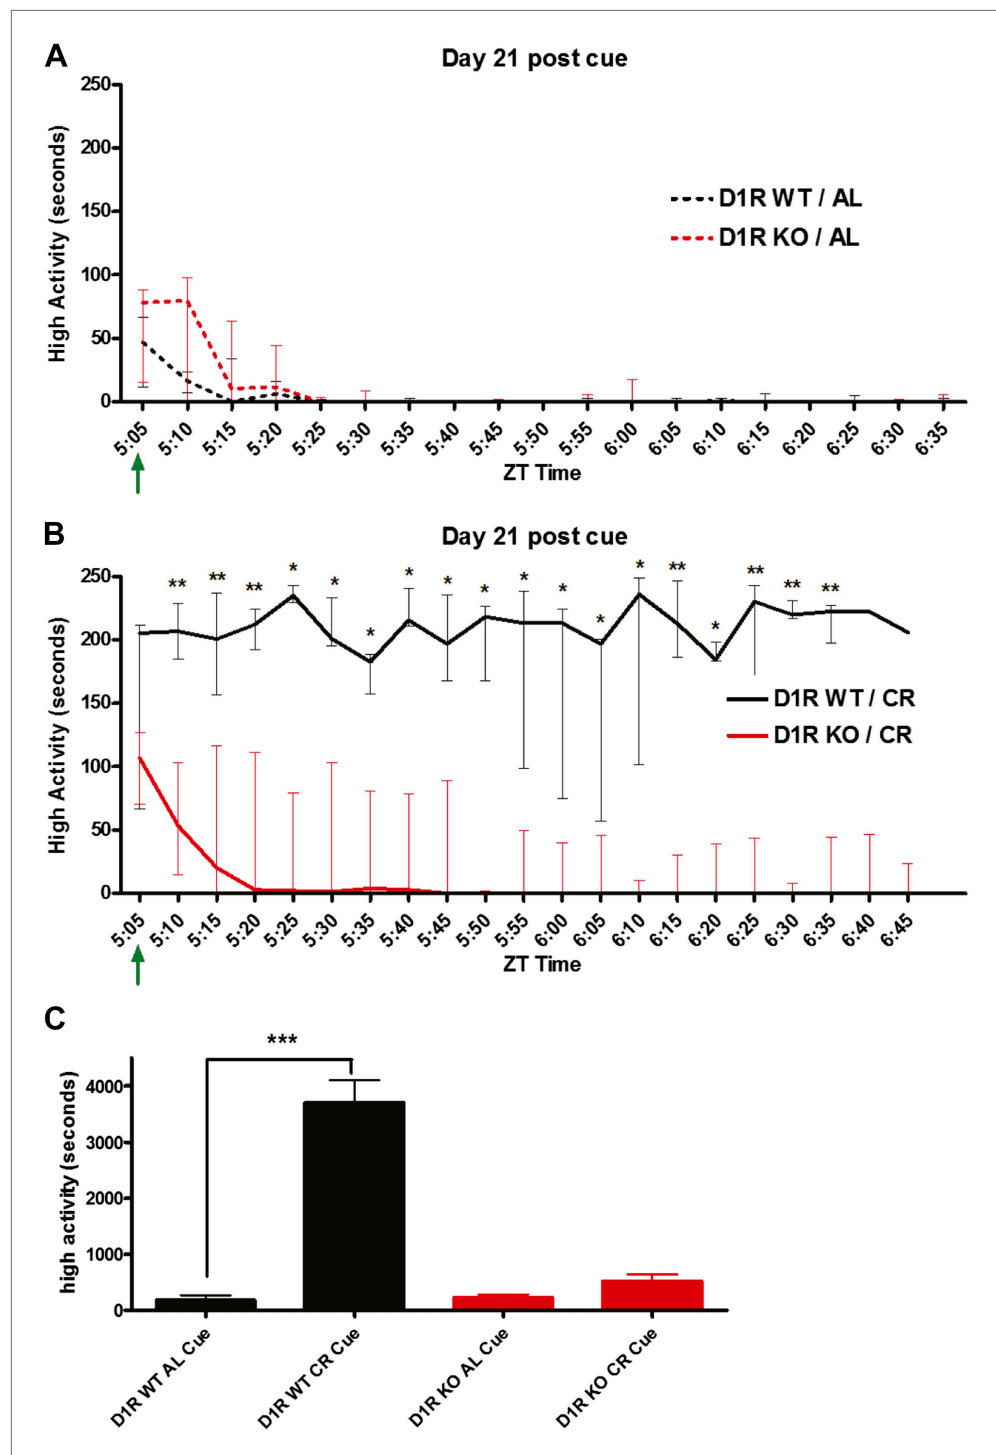 A
Day 21 post cue
High Activity (seconds)
250
200
150
100
50
0
D1R WT / AL
D1R KO / AL
5:05 5:10 5:15 5:20 5:25 5:30 5:35 5:40 5:45 5:50 5:55 6:00 6:05 6:10 6:15 6:20 6:25 6:30 6:35
ZT Time
B
Day 21 post cue
High Activity (seconds)
250
200
150
100
50
0
** ** ** * * * * * * * * * * ** * ** ** **
D1R WT / CR
D1R KO / CR
5:05 5:10 5:15 5:20 5:25 5:30 5:35 5:40 5:45 5:50 5:55 6:00 6:05 6:10 6:15 6:20 6:25 6:30 6:35 6:40 6:45
ZT Time
C
***
high activity (seconds)
4000
3000
2000
1000
0
D1R WT AL Cue
D1R WT CR Cue
D1R KO AL Cue
D1R KO CR Cue